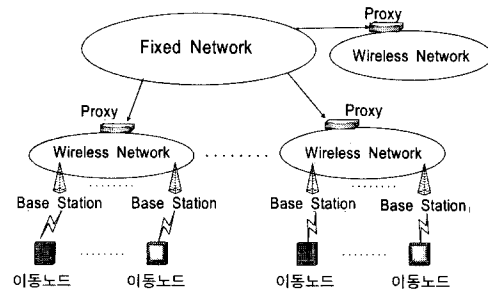 Proxy
Fixed Network
Wireless Network
Proxy
Proxy
Wireless Network
Wireless Network
Base Station
Base Station
Base Station
Base Station
이동노드
이동노드
이동노드
이동노드